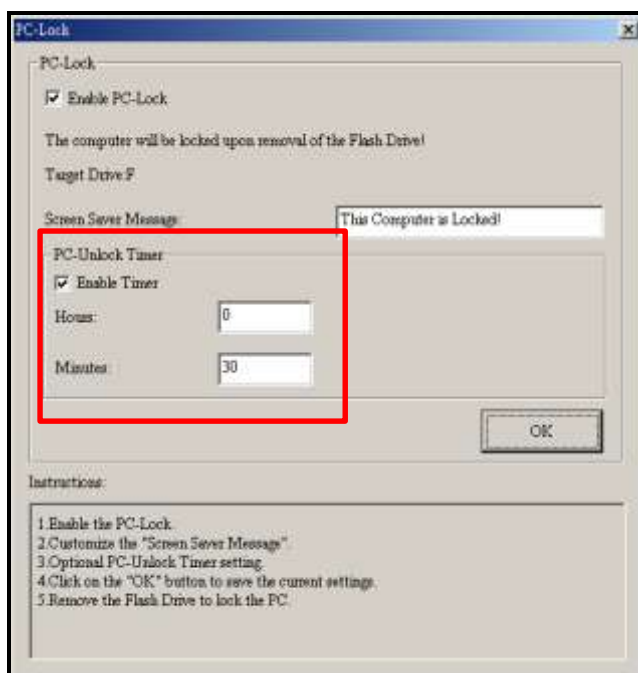 PC-Lock
PC-Lock
Enable PC-Lock
The computer will be locked upon removal of the Flash Drive!
Target Drive:F
Screen Saver Message:
This Computer is Locked!
PC-Unlock Timer
Enable Timer
Hours:
0
Minutes:
30
OK
Instructions:
1.Enable the PC-Lock.
2.Customize the "Screen Saver Message".
3.Optional PC-Unlock Timer setting.
4.Click on the "OK" button to save the current settings.
5.Remove the Flash Drive to lock the PC.